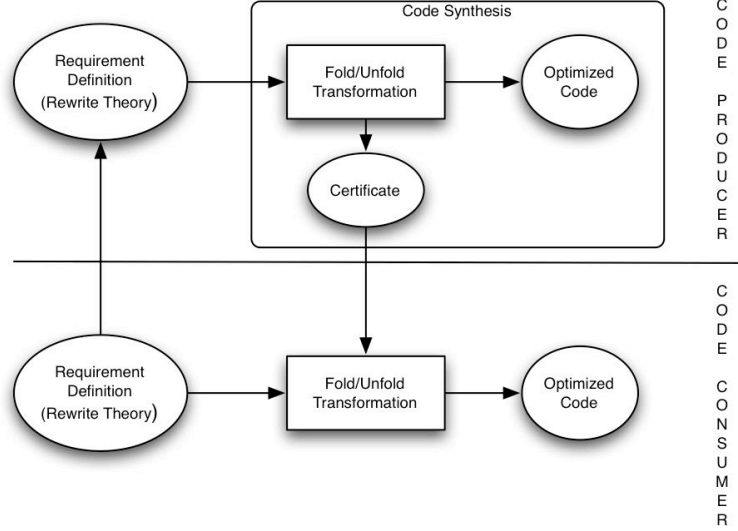 Code Synthesis
Requirement
Definition
(Rewrite Theory)
Fold/Unfold
Transformation
Optimized
Code
Certificate
C
O
D
E
P
R
O
D
U
C
E
R
Requirement
Definition
(Rewrite Theory)
Fold/Unfold
Transformation
Optimized
Code
C
O
D
E
C
O
N
S
U
M
E
R